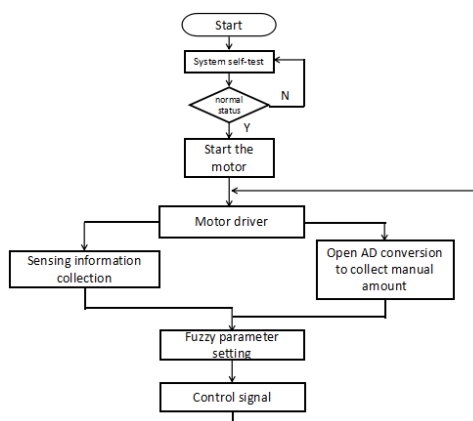 Start
System self-test
normal
status
N
Y
Start the
motor
Motor driver
Sensing information
collection
Open AD conversion
to collect manual
amount
Fuzzy parameter
setting
Control signal